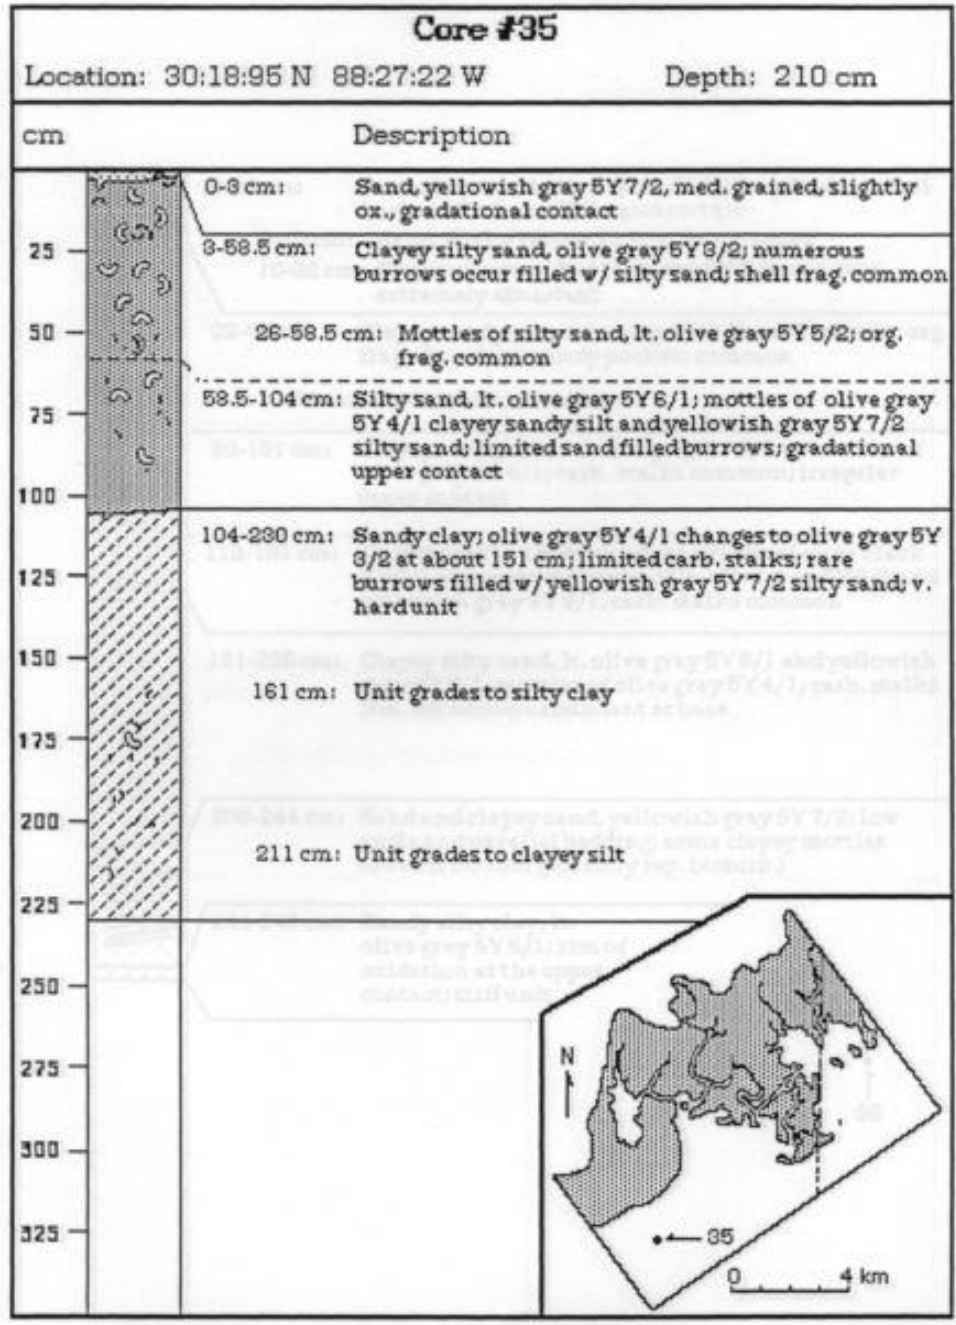 Core #35
Location: 30:18:95 N 88:27:22 W Depth: 210 cm
cm Description
0-3 cm: Sand, yellowish gray 5Y 7/2, med. grained, slightly
ox., gradational contact
3-58.5 cm: Clayey silty sand, olive gray 5Y 3/2; numerous
burrows occur filled w/ silty sand; shell frag. common
26-58.5 cm: Mottles of silty sand, lt. olive gray 5Y 5/2; org.
frag. common
58.5-104 cm: Silty sand, lt. olive gray 5Y 6/1; mottles of olive gray
5Y 4/1 clayey sandy silt and yellowish gray 5Y 7/2
silty sand; limited sand filled burrows; gradational
upper contact
104-230 cm: Sandy clay; olive gray 5Y 4/1 changes to olive gray 5Y
3/2 at about 151 cm; limited carb. stalks; rare
burrows filled w/ yellowish gray 5Y 7/2 silty sand; v.
hard unit
161 cm: Unit grades to silty clay
211 cm: Unit grades to clayey silt
25
50
75
100
125
150
175
200
225
250
275
300
325
N
35
0 4 km